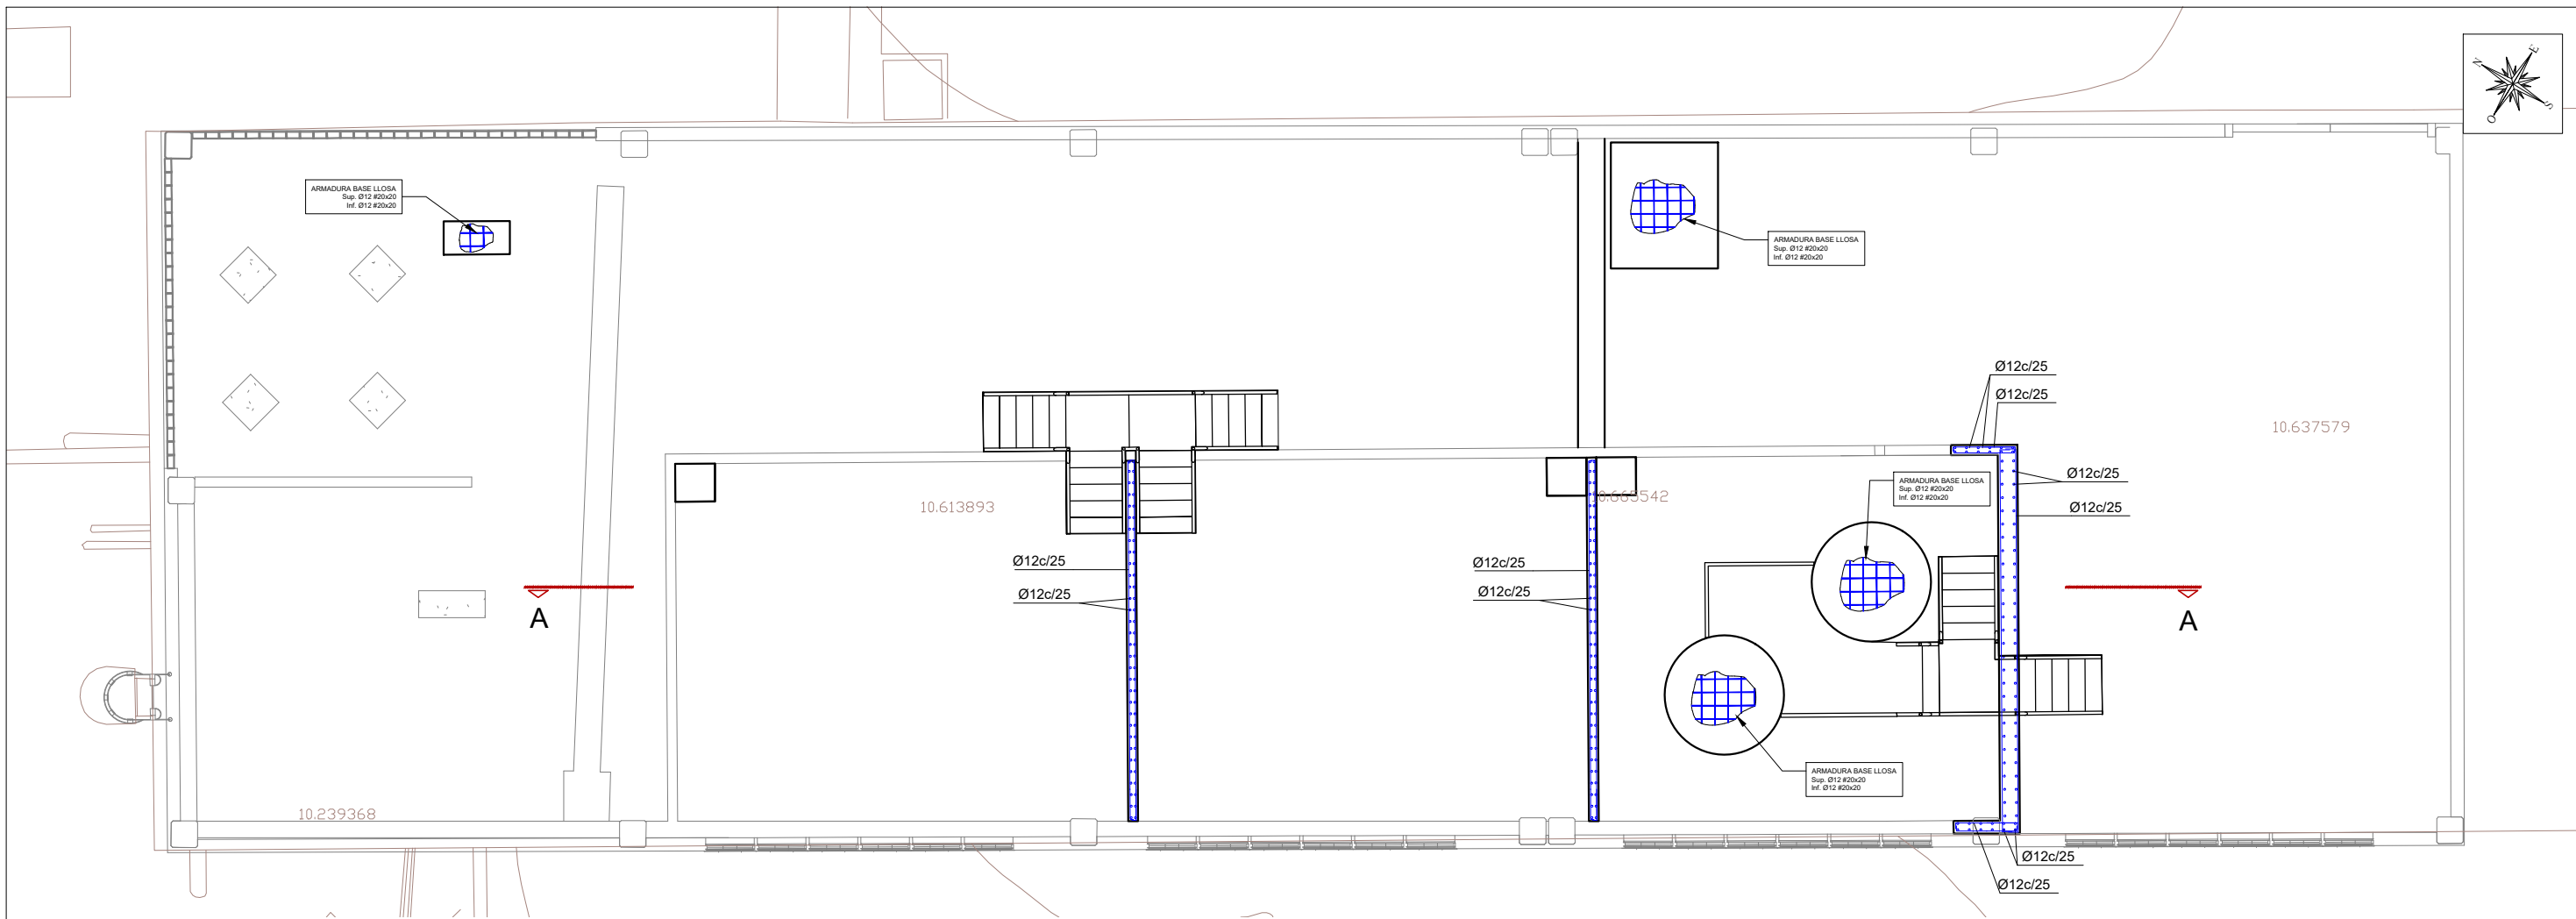 N
E
S
O
ARMADURA BASE LLOSA
Sup. Ø12 #20x20
Inf. Ø12 #20x20
ARMADURA BASE LLOSA
Sup. Ø12 #20x20
Inf. Ø12 #20x20
Ø12c/25
Ø12c/25
10.637579
Ø12c/25
Ø12c/25
ARMADURA BASE LLOSA
Sup. Ø12 #20x20
Inf. Ø12 #20x20
10.613893
10.665542
Ø12c/25
Ø12c/25
Ø12c/25
Ø12c/25
A
A
ARMADURA BASE LLOSA
Sup. Ø12 #20x20
Inf. Ø12 #20x20
10.239368
Ø12c/25
Ø12c/25